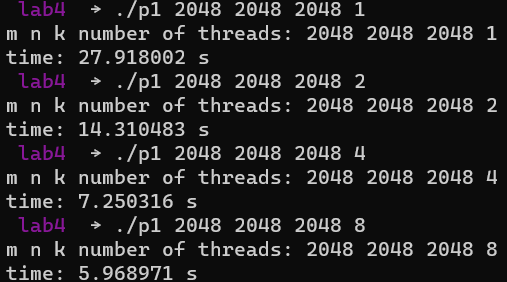 lab4 → ./p1 2048 2048 2048 1
m n k number of threads: 2048 2048 2048 1
time: 27.918002 s
lab4 → ./p1 2048 2048 2048 2
m n k number of threads: 2048 2048 2048 2
time: 14.310483 s
lab4 → ./p1 2048 2048 2048 4
m n k number of threads: 2048 2048 2048 4
time: 7.250316 s
lab4 → ./p1 2048 2048 2048 8
m n k number of threads: 2048 2048 2048 8
time: 5.968971 s